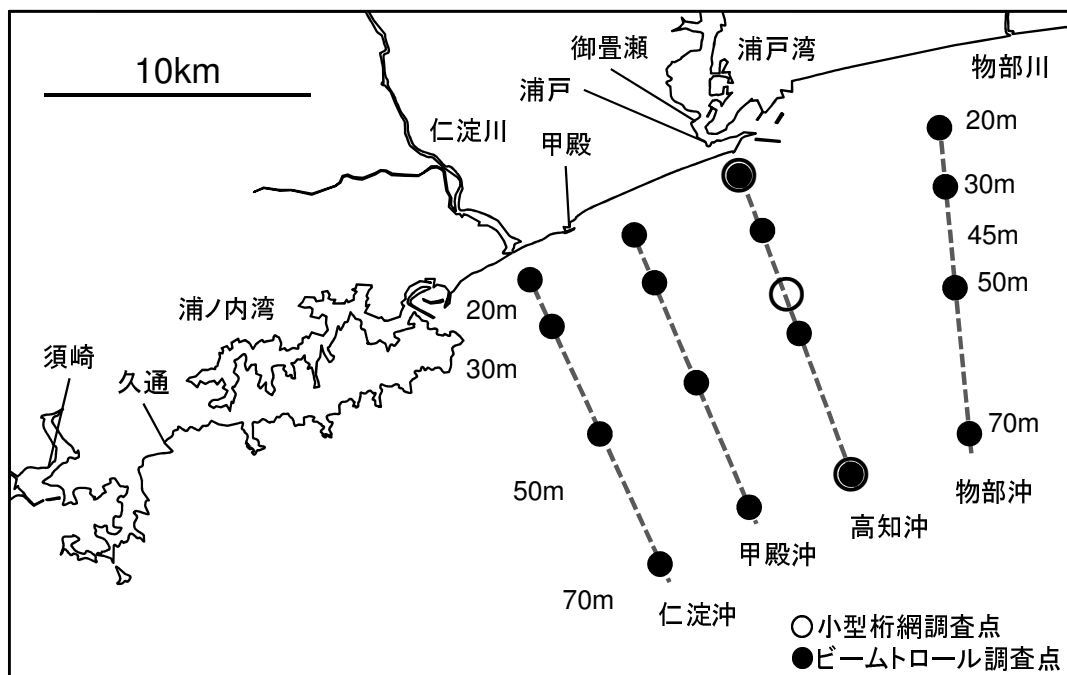 10km
御畳瀬
浦戸湾
浦戸
物部川
仁淀川
甲殿
20m
30m
45m
50m
70m
浦ノ内湾
須崎
久通
20m
30m
50m
70m
仁淀沖
甲殿沖
高知沖
物部沖
○小型桁網調査点
●ビームトロール調査点